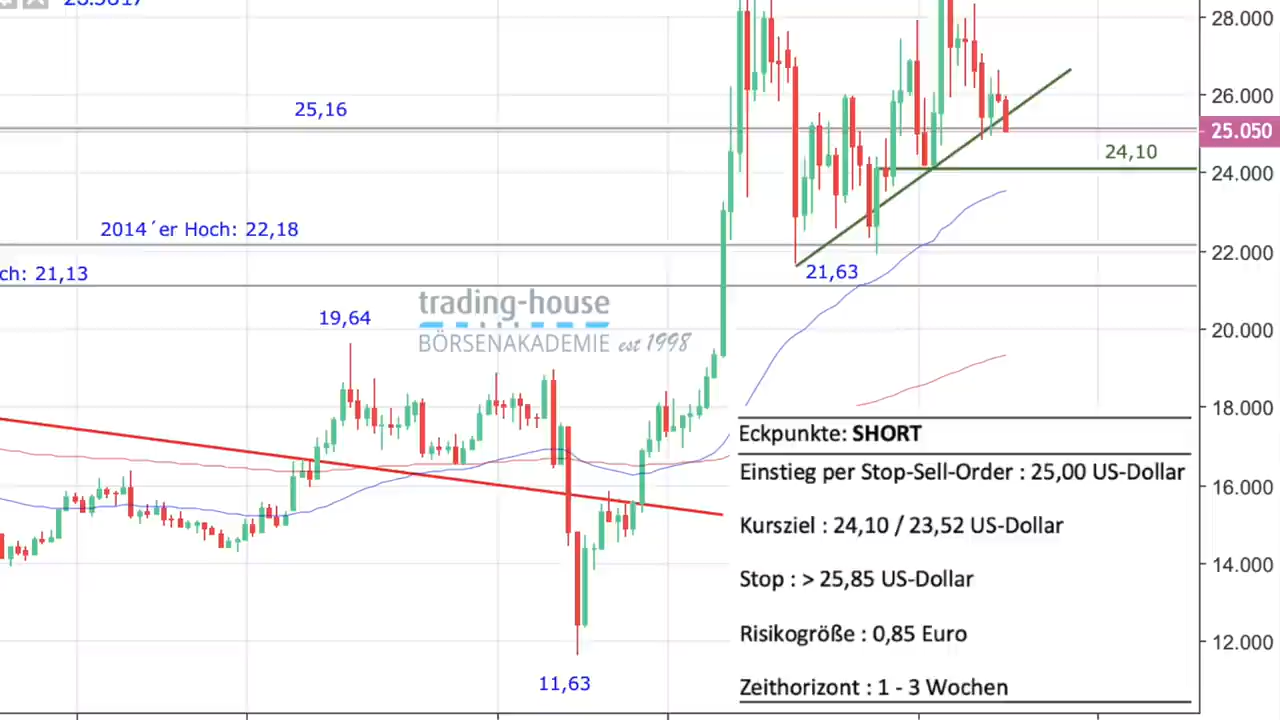 28.000
25,16
26.000
25.050
24,10
24.000
2014´er Hoch: 22,18
22.000
ch: 21,13
21,63
trading-house
BÖRSENAKADEMIE est 1998
19,64
20.000
18.000
Eckpunkte: SHORT
Einstieg per Stop-Sell-Order : 25,00 US-Dollar
16.000
Kursziel : 24,10 / 23,52 US-Dollar
14.000
Stop : > 25,85 US-Dollar
Risikogröße : 0,85 Euro
12.000
11,63
Zeithorizont : 1 - 3 Wochen